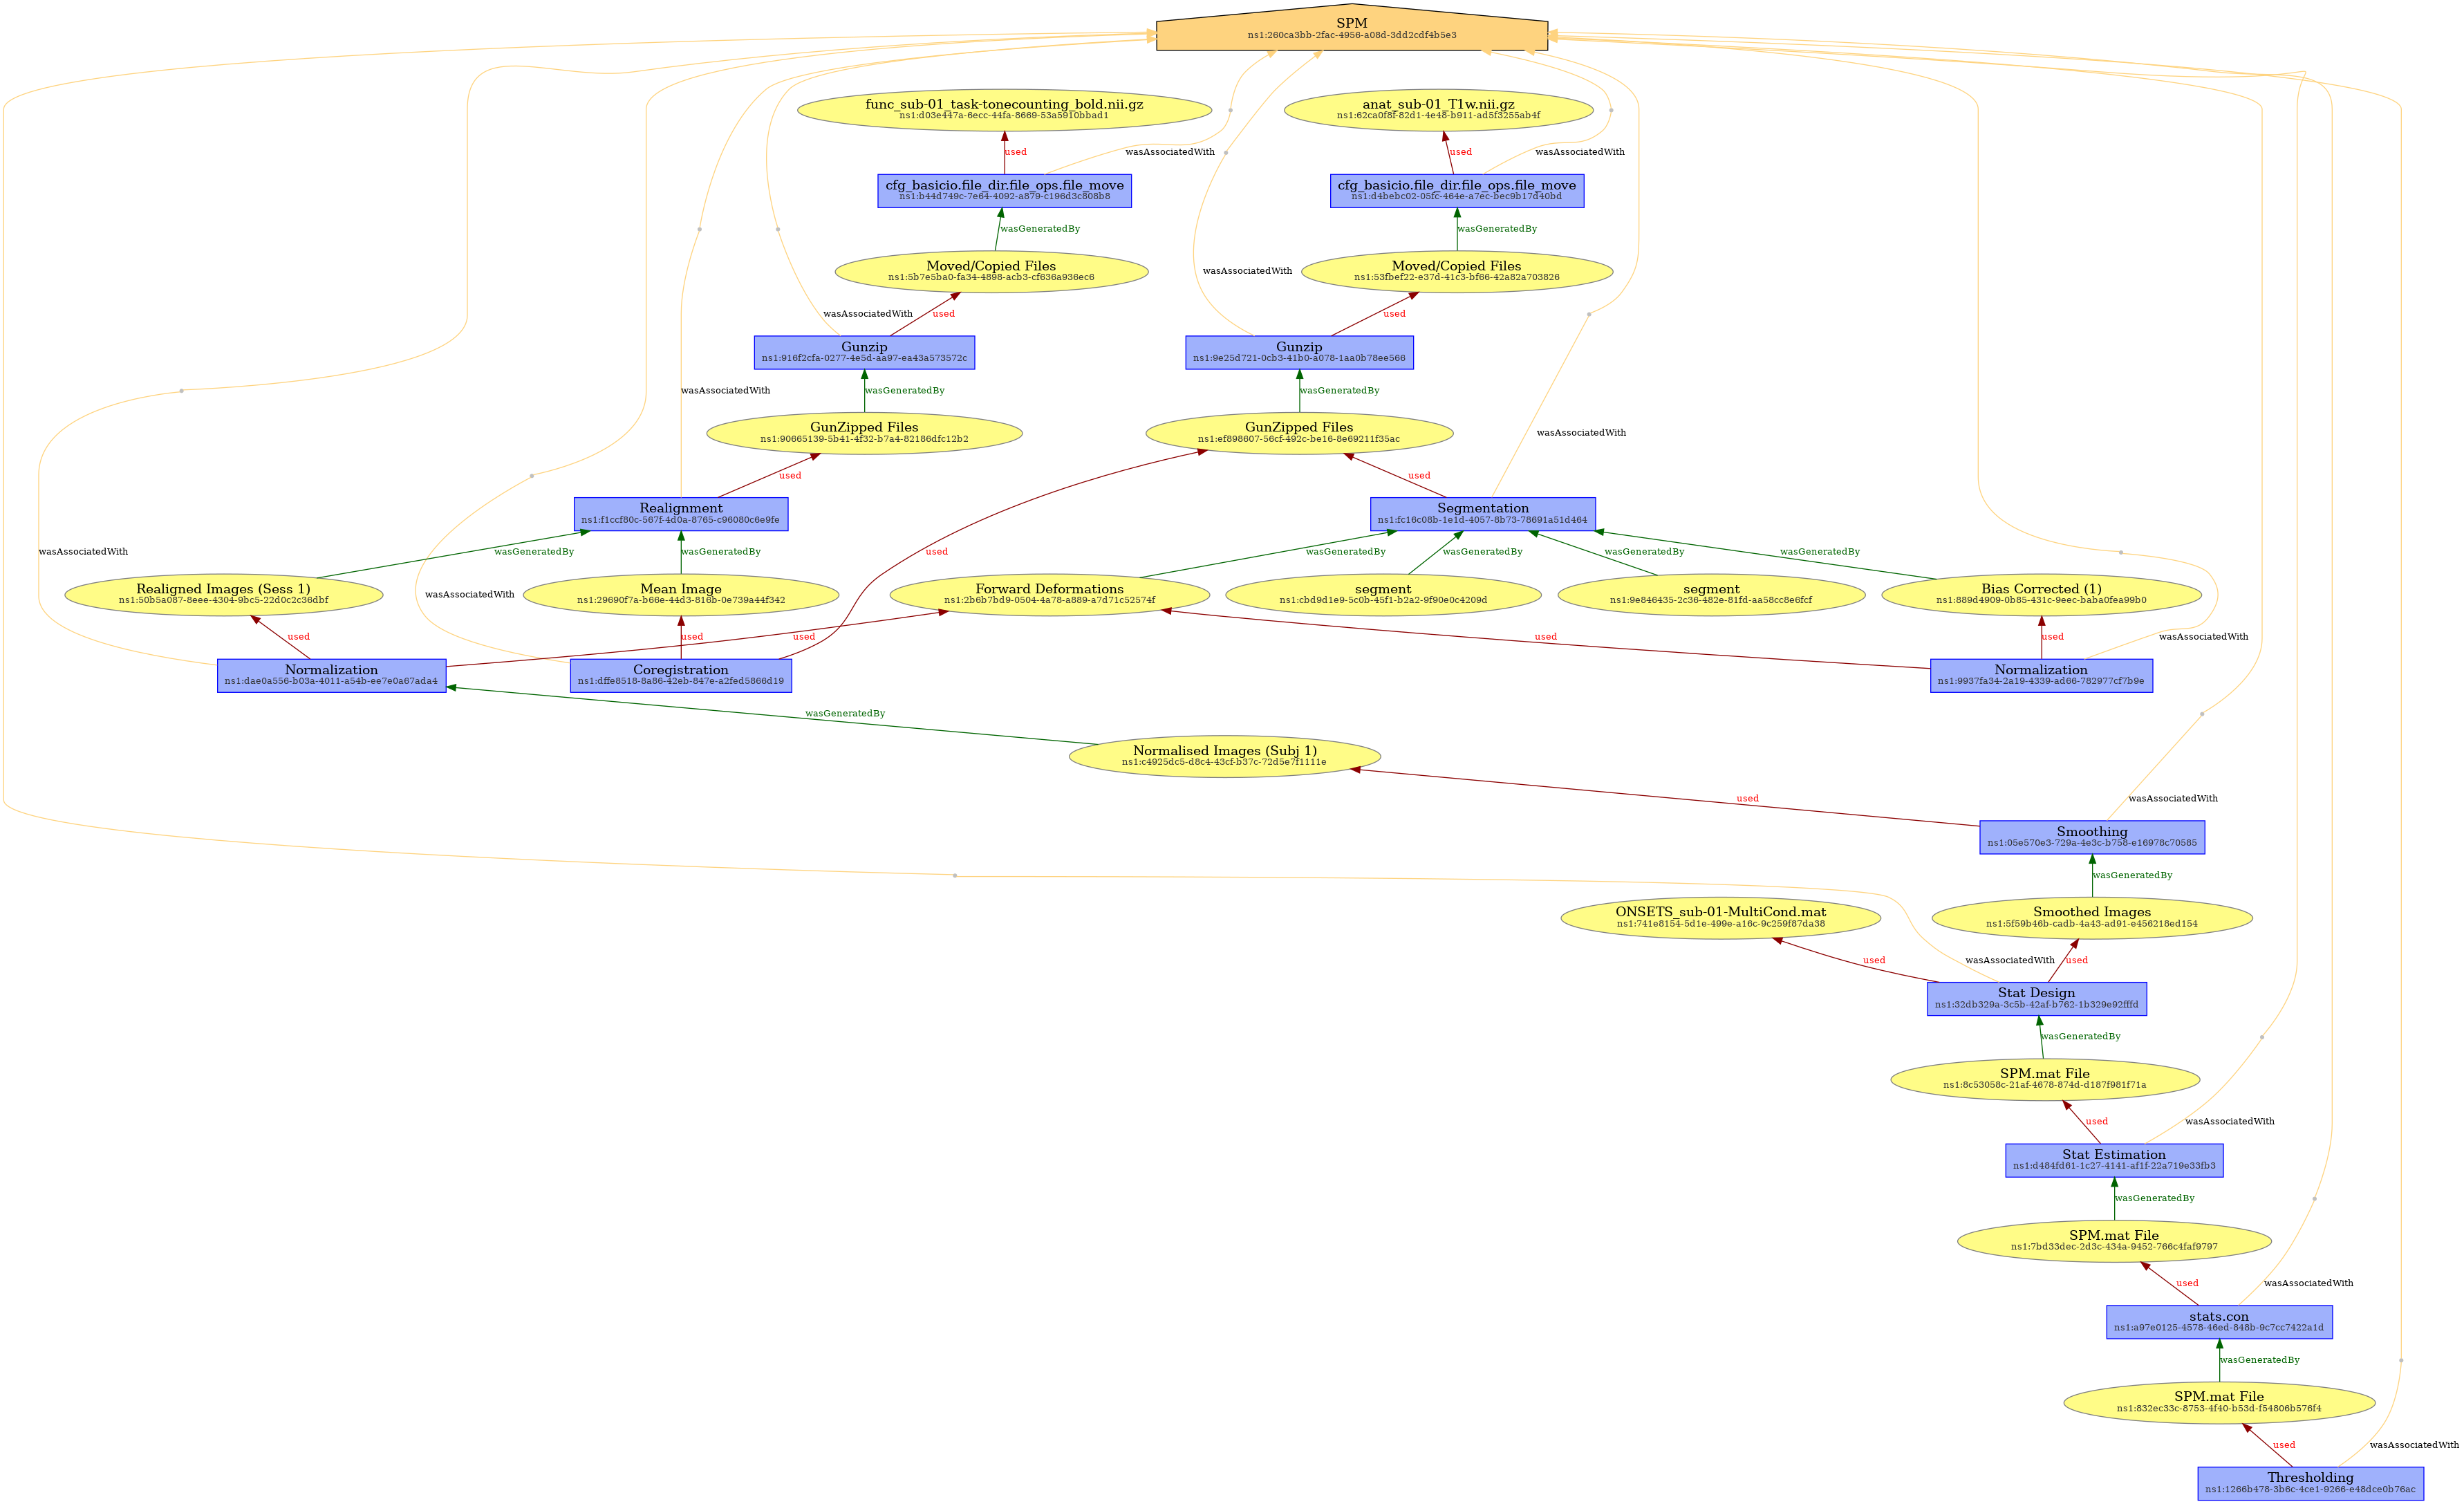 SPM
ns1:260ca3bb-2fac-4956-a08d-3dd2cdf4b5e3
func_sub-01_task-tonecounting_bold.nii.gz
ns1:d03e447a-6ecc-44fa-8669-53a5910bbad1
anat_sub-01_T1w.nii.gz
ns1:62ca0f8f-82d1-4e48-b911-ad5f3255ab4f
used
wasAssociatedWith
used
wasAssociatedWith
cfg_basicio.file_dir.file_ops.file_move
ns1:b44d749c-7e64-4092-a879-c196d3c808b8
cfg_basicio.file_dir.file_ops.file_move
ns1:d4bebc02-05fc-464e-a7ec-bec9b17d40bd
wasGeneratedBy
wasGeneratedBy
Moved/Copied Files
ns1:5b7e5ba0-fa34-4898-acb3-cf636a936ec6
wasAssociatedWith
Moved/Copied Files
ns1:53fbef22-e37d-41c3-bf66-42a82a703826
wasAssociatedWith
used
used
Gunzip
ns1:916f2cfa-0277-4e5d-aa97-ea43a573572c
Gunzip
ns1:9e25d721-0cb3-41b0-a078-1aa0b78ee566
wasAssociatedWith
wasGeneratedBy
wasGeneratedBy
GunZipped Files
ns1:90665139-5b41-4f32-b7a4-82186dfc12b2
GunZipped Files
ns1:ef898607-56cf-492c-be16-8e69211f35ac
wasAssociatedWith
used
used
Realignment
ns1:f1ccf80c-567f-4d0a-8765-c96080c6e9fe
Segmentation
ns1:fc16c08b-1e1d-4057-8b73-78691a51d464
wasAssociatedWith
wasGeneratedBy
wasGeneratedBy
used
wasGeneratedBy
wasGeneratedBy
wasGeneratedBy
wasGeneratedBy
Realigned Images (Sess 1)
ns1:50b5a087-8eee-4304-9bc5-22d0c2c36dbf
wasAssociatedWith
Mean Image
ns1:29690f7a-b66e-44d3-816b-0e739a44f342
Forward Deformations
ns1:2b6b7bd9-0504-4a78-a889-a7d71c52574f
segment
ns1:cbd9d1e9-5c0b-45f1-b2a2-9f90e0c4209d
segment
ns1:9e846435-2c36-482e-81fd-aa58cc8e6fcf
Bias Corrected (1)
ns1:889d4909-0b85-431c-9eec-baba0fea99b0
used
used
used
used
used
wasAssociatedWith
Normalization
ns1:dae0a556-b03a-4011-a54b-ee7e0a67ada4
Coregistration
ns1:dffe8518-8a86-42eb-847e-a2fed5866d19
Normalization
ns1:9937fa34-2a19-4339-ad66-782977cf7b9e
wasGeneratedBy
Normalised Images (Subj 1)
ns1:c4925dc5-d8c4-43cf-b37c-72d5e7f1111e
used
wasAssociatedWith
Smoothing
ns1:05e570e3-729a-4e3c-b758-e16978c70585
wasGeneratedBy
ONSETS_sub-01-MultiCond.mat
ns1:741e8154-5d1e-499e-a16c-9c259f87da38
Smoothed Images
ns1:5f59b46b-cadb-4a43-ad91-e456218ed154
used
wasAssociatedWith
used
Stat Design
ns1:32db329a-3c5b-42af-b762-1b329e92fffd
wasGeneratedBy
SPM.mat File
ns1:8c53058c-21af-4678-874d-d187f981f71a
used
wasAssociatedWith
Stat Estimation
ns1:d484fd61-1c27-4141-af1f-22a719e33fb3
wasGeneratedBy
SPM.mat File
ns1:7bd33dec-2d3c-434a-9452-766c4faf9797
used
wasAssociatedWith
stats.con
ns1:a97e0125-4578-46ed-848b-9c7cc7422a1d
wasGeneratedBy
SPM.mat File
ns1:832ec33c-8753-4f40-b53d-f54806b576f4
used
wasAssociatedWith
Thresholding
ns1:1266b478-3b6c-4ce1-9266-e48dce0b76ac